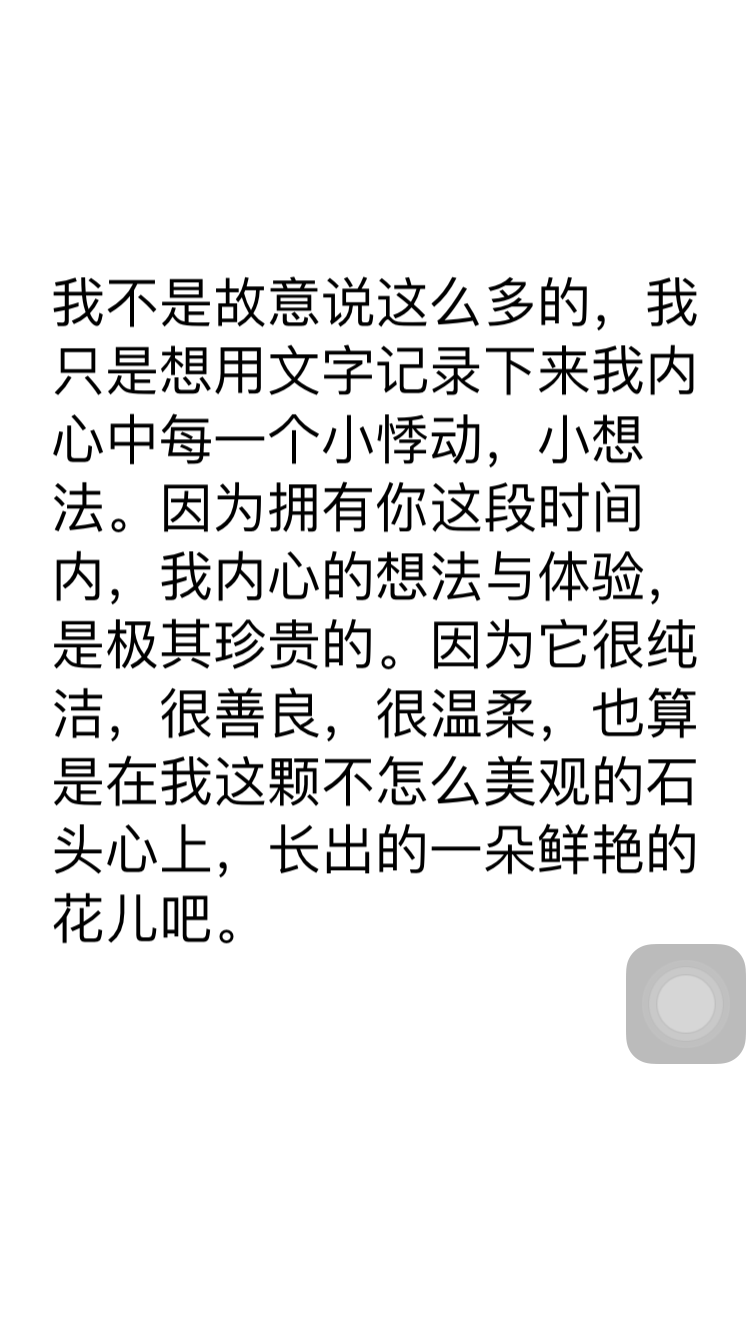 我不是故意说这么多的，我
只是想用文字记录下来我内
心中每一个小悸动，小想
法。因为拥有你这段时间
内，我内心的想法与体验，
是极其珍贵的。因为它很纯
洁，很善良，很温柔，也算
是在我这颗不怎么美观的石
头心上，长出的一朵鲜艳的
花儿吧。